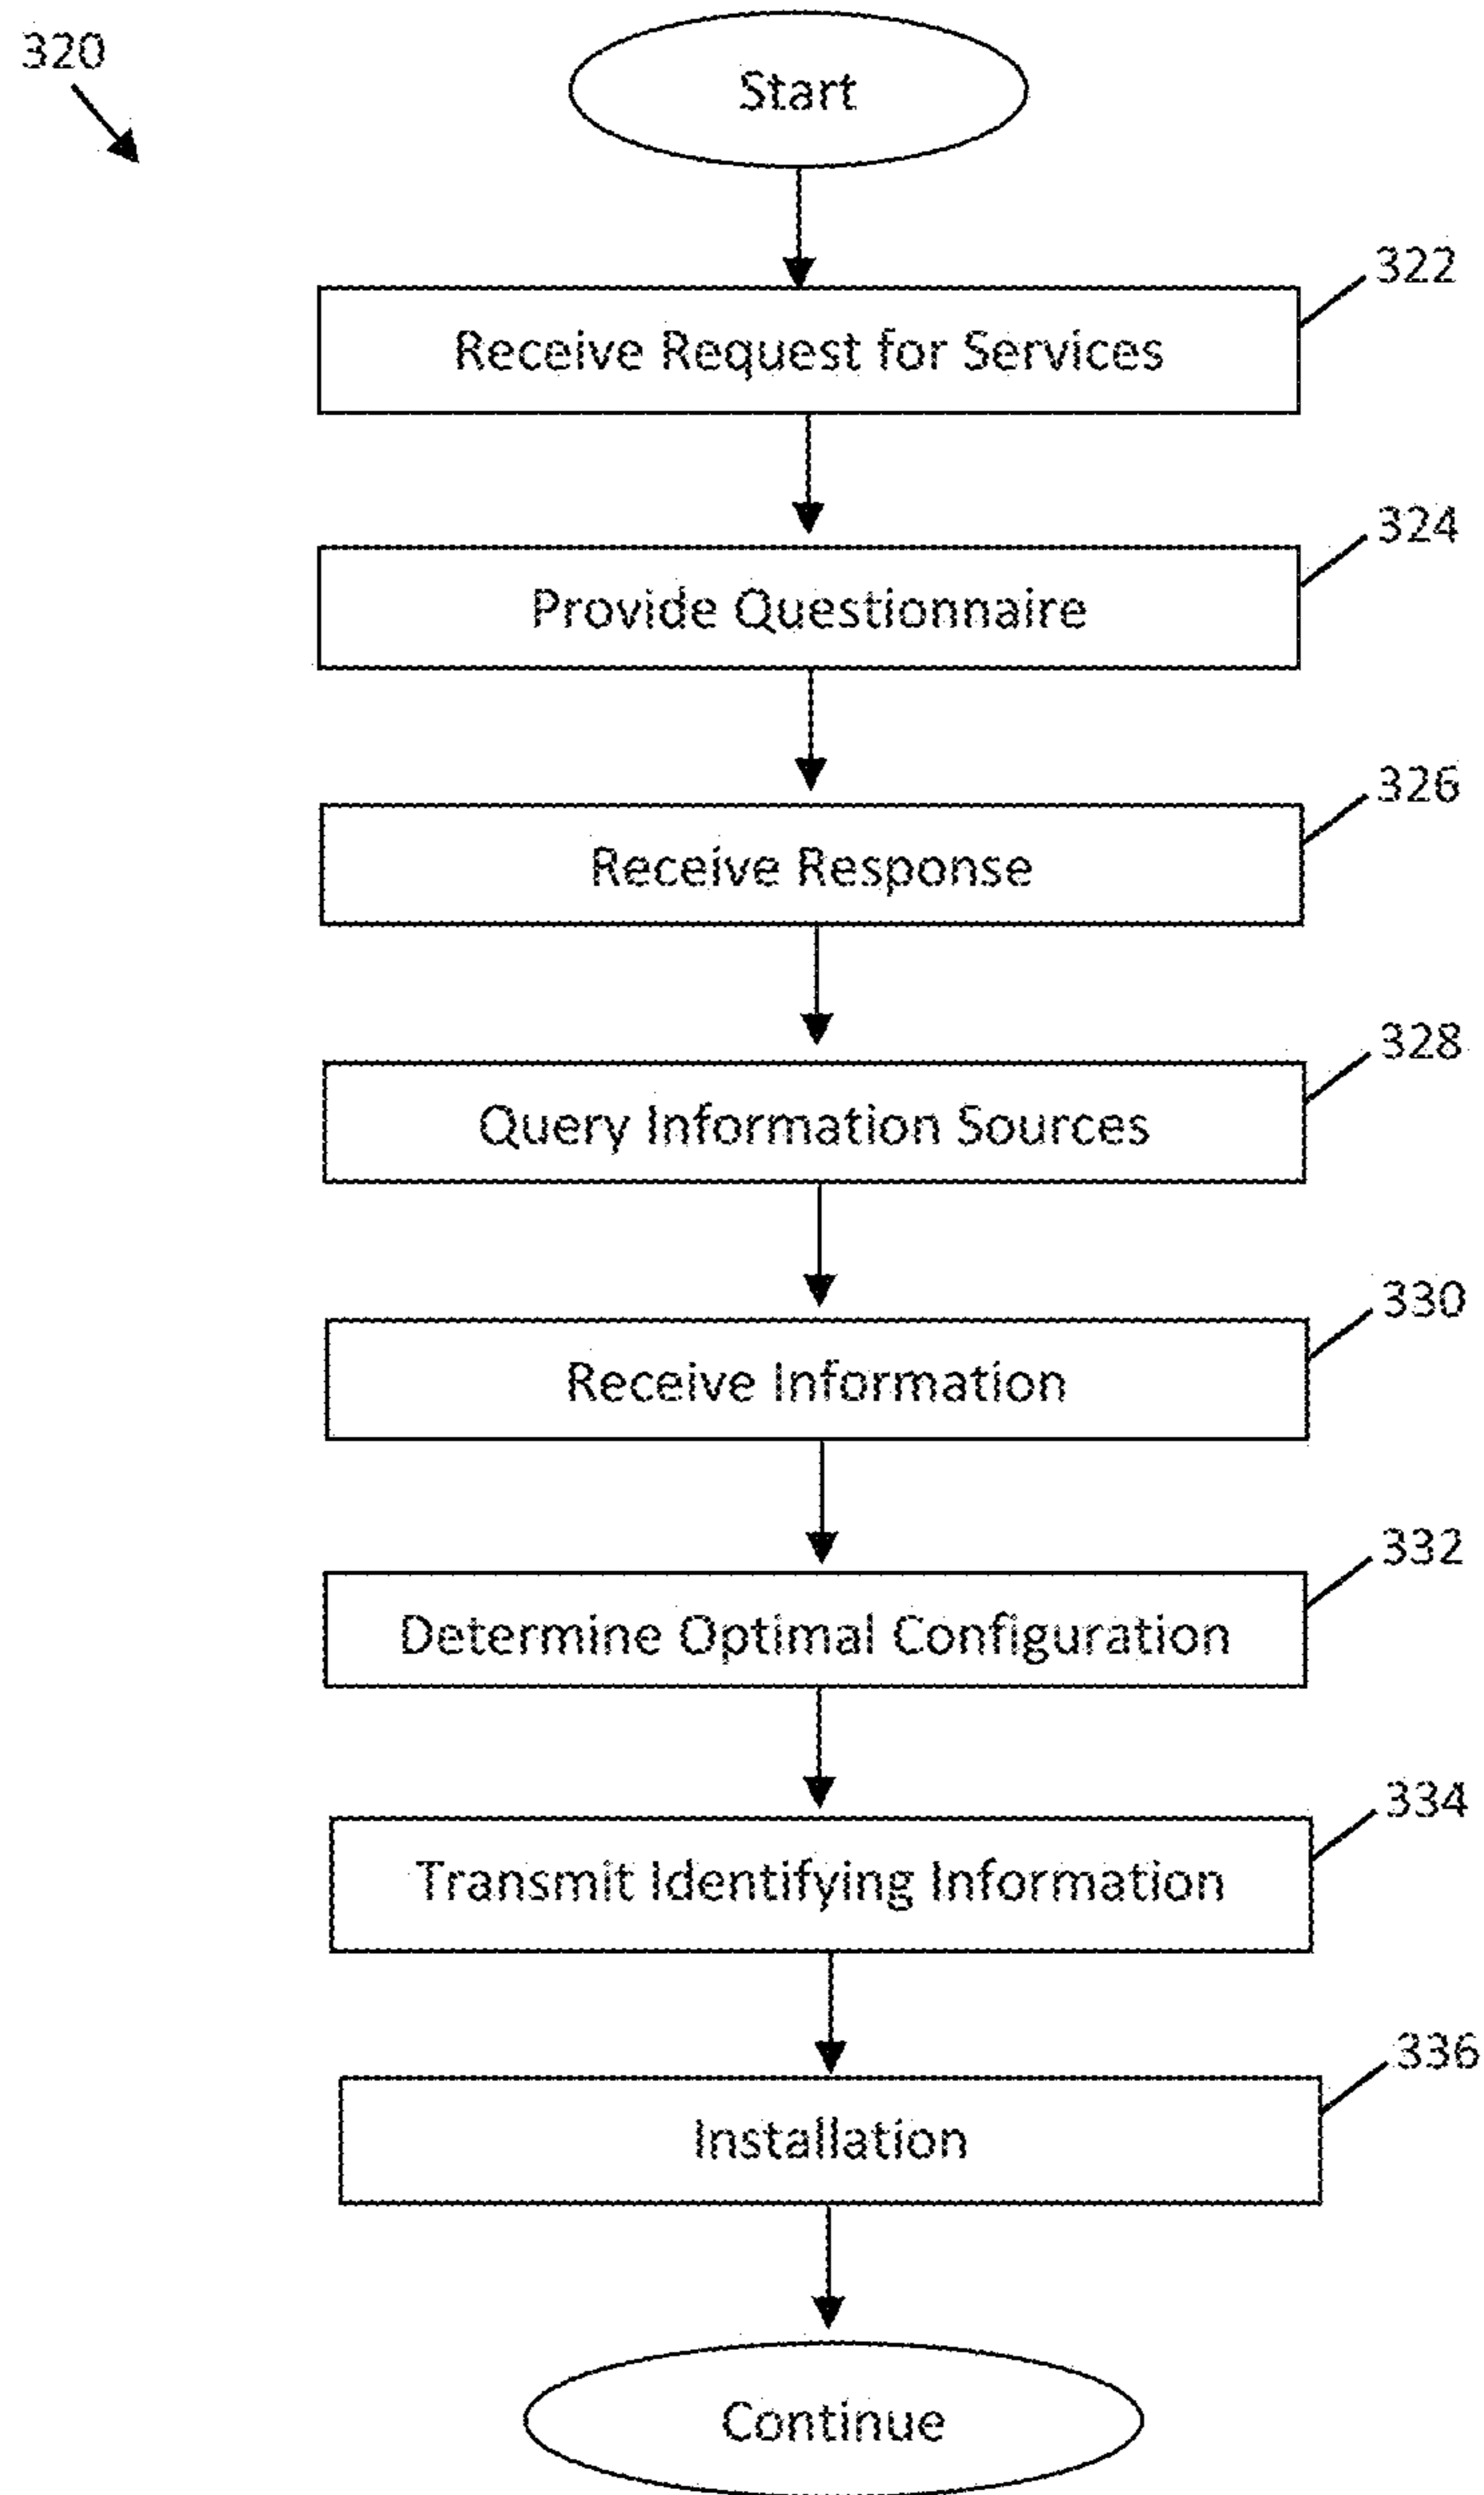 320
Start
322
Receive Request for Services
324
Provide Questionnaire
326
Receive Response
328
Query Information Sources
330
Receive Information
332
Determine Optimal Configuration
334
Transmit Identifying Information
336
Installation
Continue